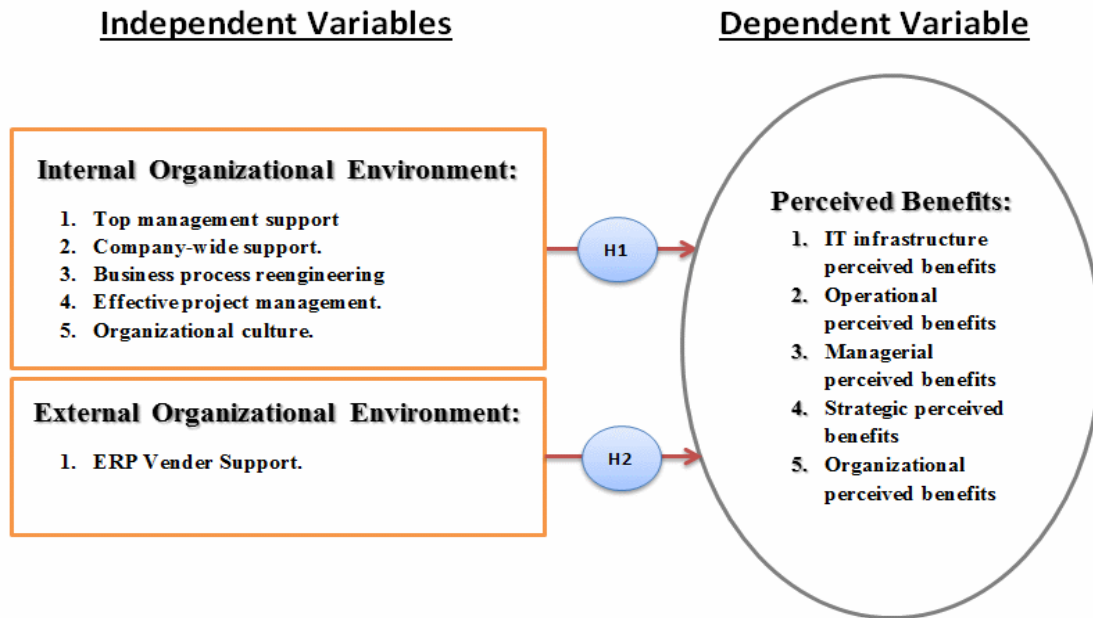 Independent Variables
Dependent Variable
Internal Organizational Environment:
1. Top management support
2. Company-wide support.
3. Business process reengineering
4. Effective project management.
5. Organizational culture.
H1
External Organizational Environment:
1. ERP Vender Support.
H2
Perceived Benefits:
1. IT infrastructure
perceived benefits
2. Operational
perceived benefits
3. Managerial
perceived benefits
4. Strategic perceived
benefits
5. Organizational
perceived benefits